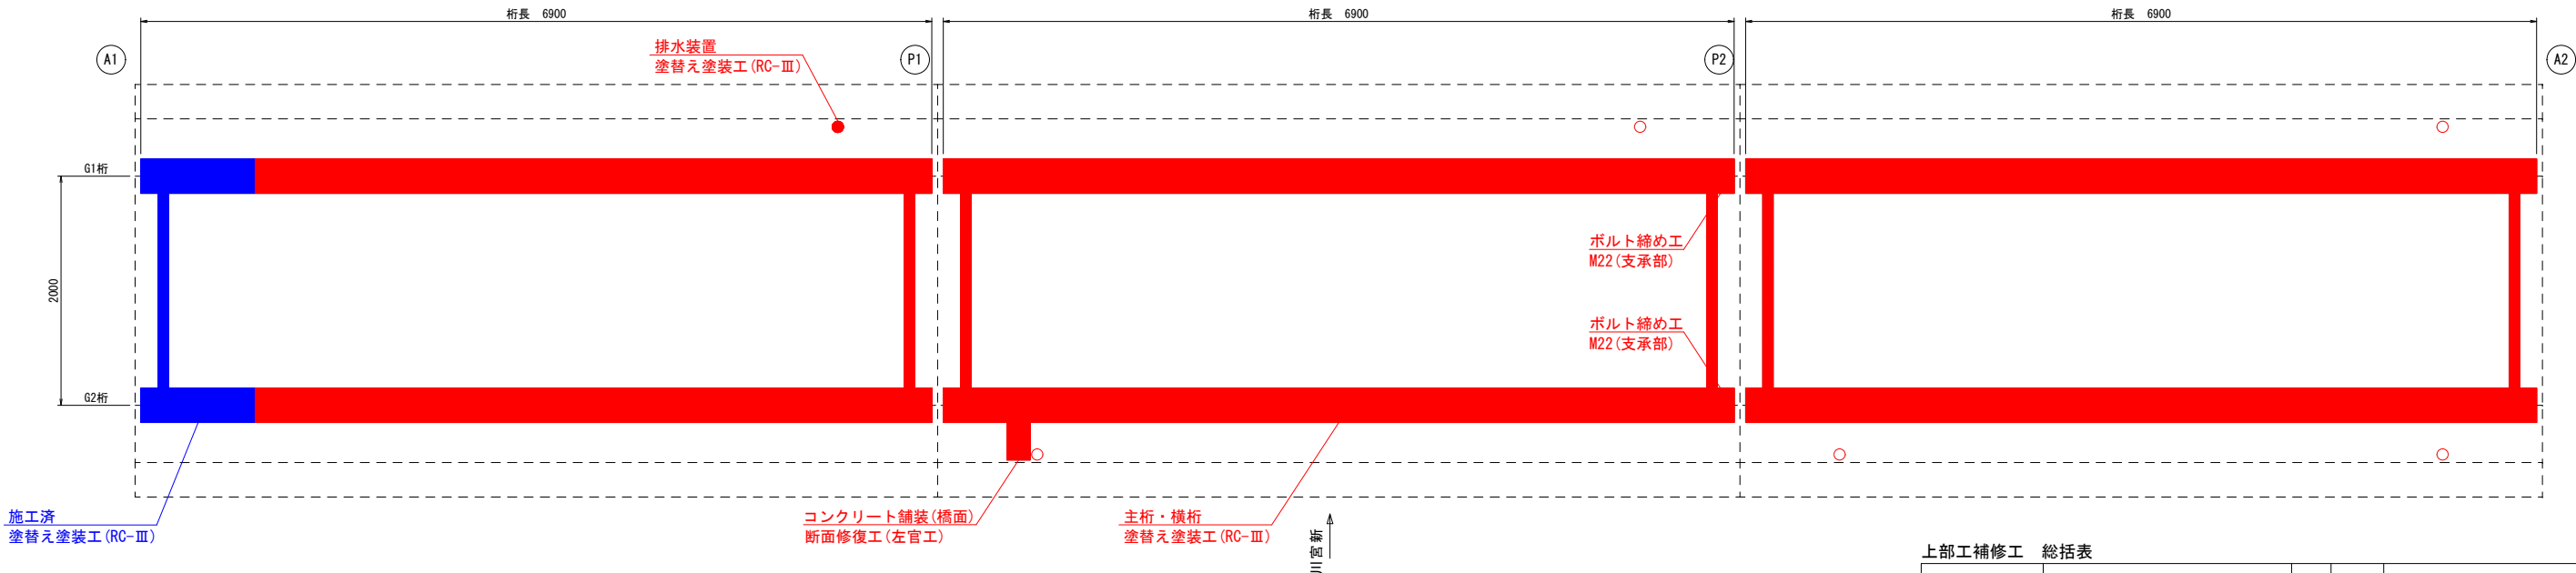 桁長 6900
桁長 6900
桁長 6900
A1
P1
P2
A2
排水装置
塗替え塗装工(RC-Ⅲ)
G1桁
2000
G2桁
ボルト締め工
M22(支承部)
ボルト締め工
M22(支承部)
施工済
塗替え塗装工(RC-Ⅲ)
コンクリート舗装(橋面)
断面修復工(左官工)
主桁・横桁
塗替え塗装工(RC-Ⅲ)
新宮川
上部工補修工 総括表